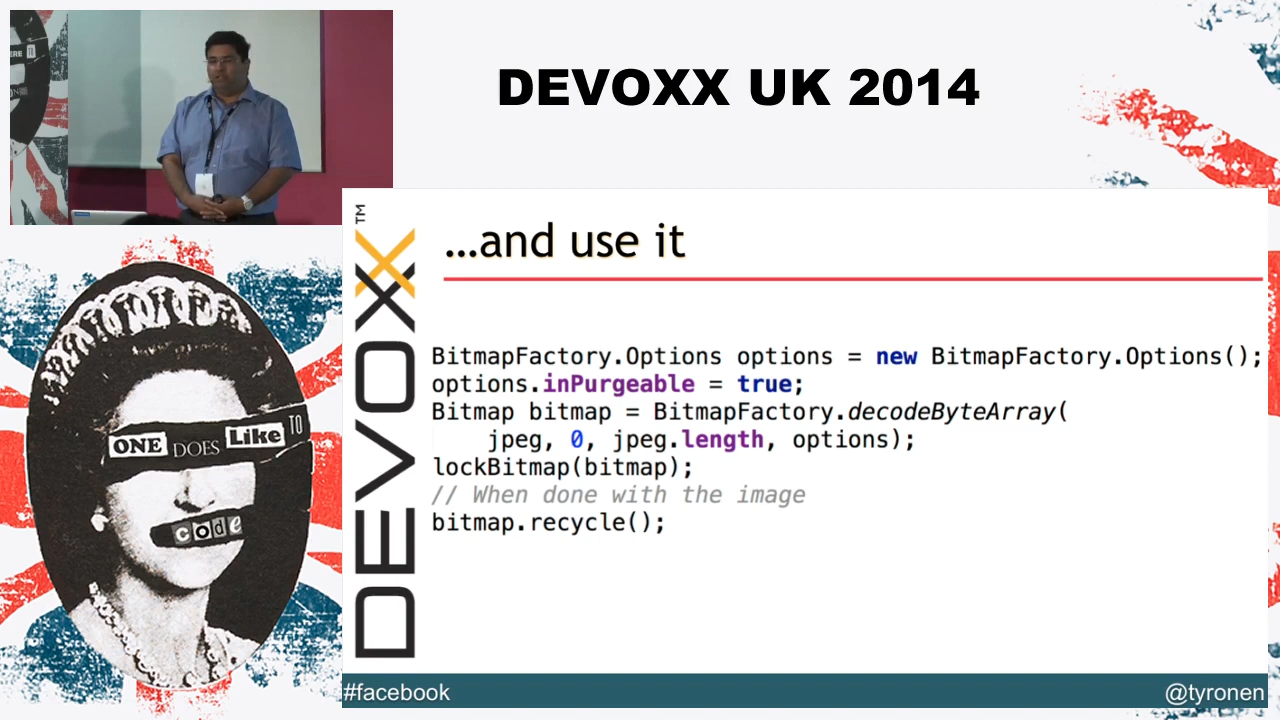 DEVOXX UK 2014
…and use it
DEVOXX™
BitmapFactory.Options options = new BitmapFactory.Options();
options.inPurgeable = true;
Bitmap bitmap = BitmapFactory.decodeByteArray(
jpeg, 0, jpeg.length, options);
lockBitmap(bitmap);
// When done with the image
bitmap.recycle();
ONE DOES Like TO
code
#facebook
@tyronen